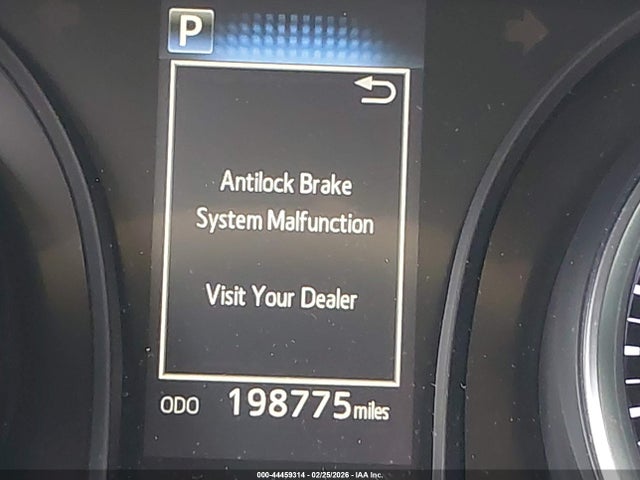 P
Antilock Brake
System Malfunction
Visit Your Dealer
ODO 198775 miles
000-44459314 - 02/25/2026 - IAA Inc.